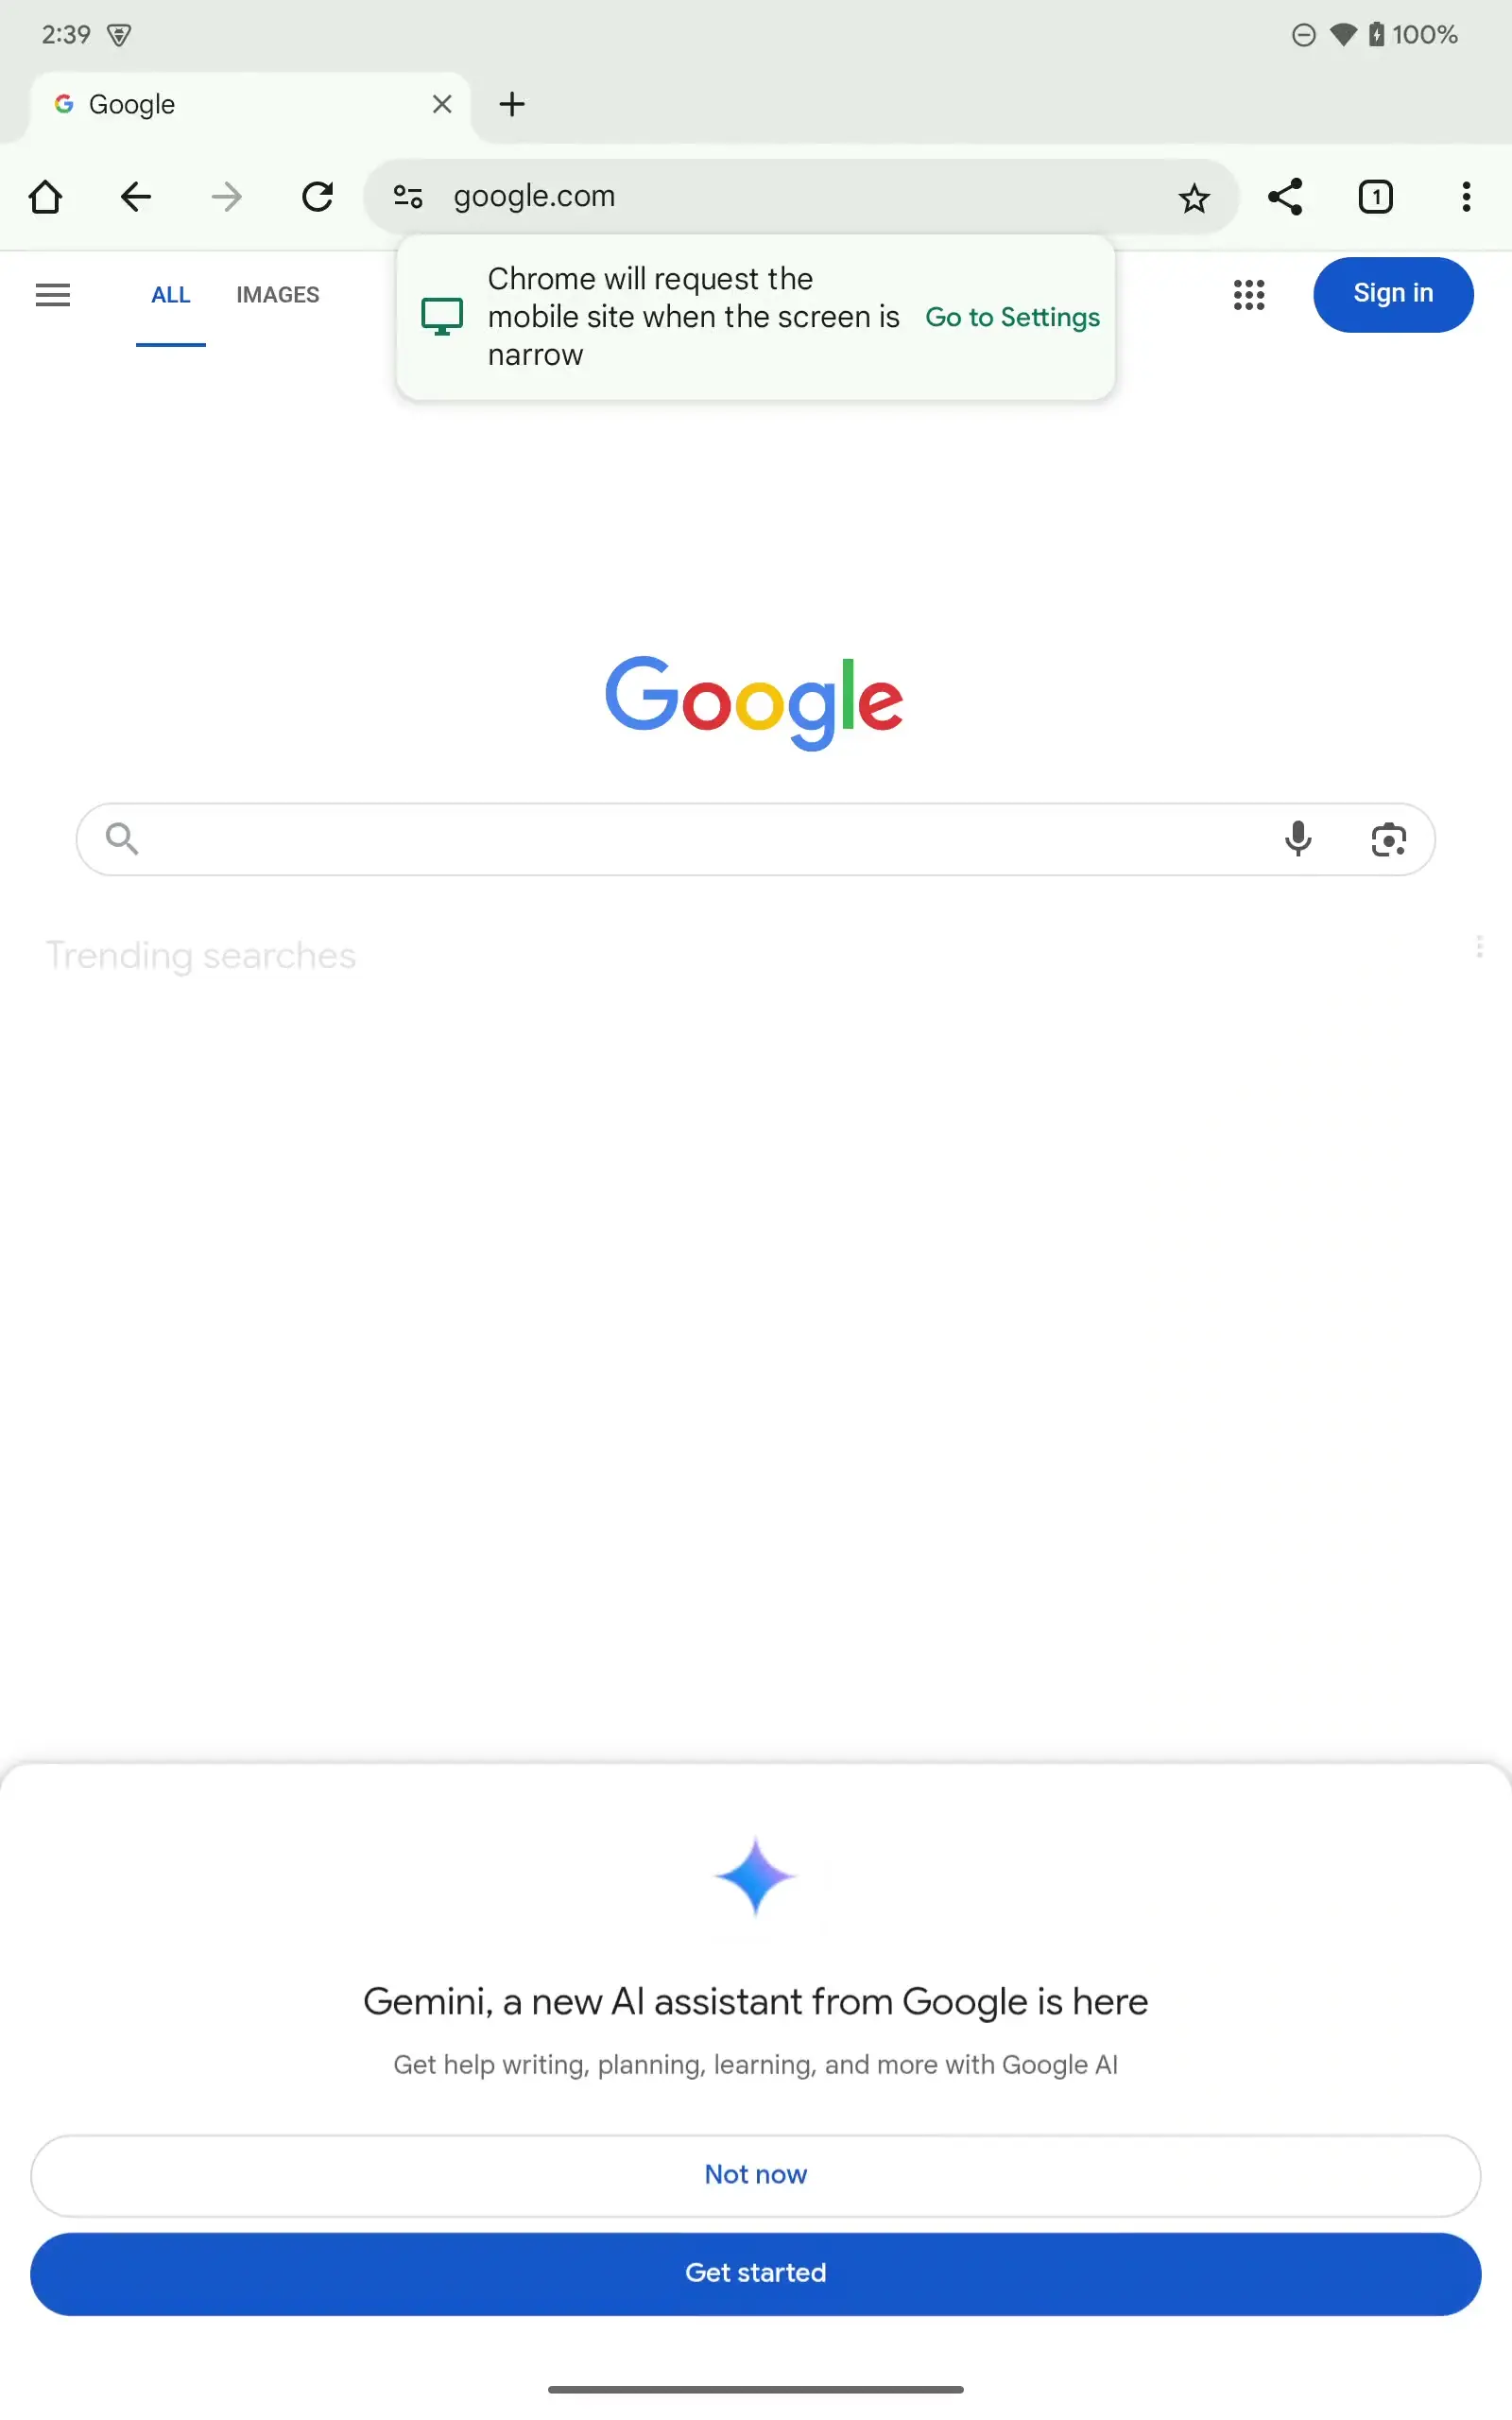 2:39
100%
Google
google.com
1
ALL
IMAGES
Chrome will request the
mobile site when the screen is
narrow
Go to Settings
Sign in
Google
Trending searches
Gemini, a new AI assistant from Google is here
Get help writing, planning, learning, and more with Google AI
Not now
Get started